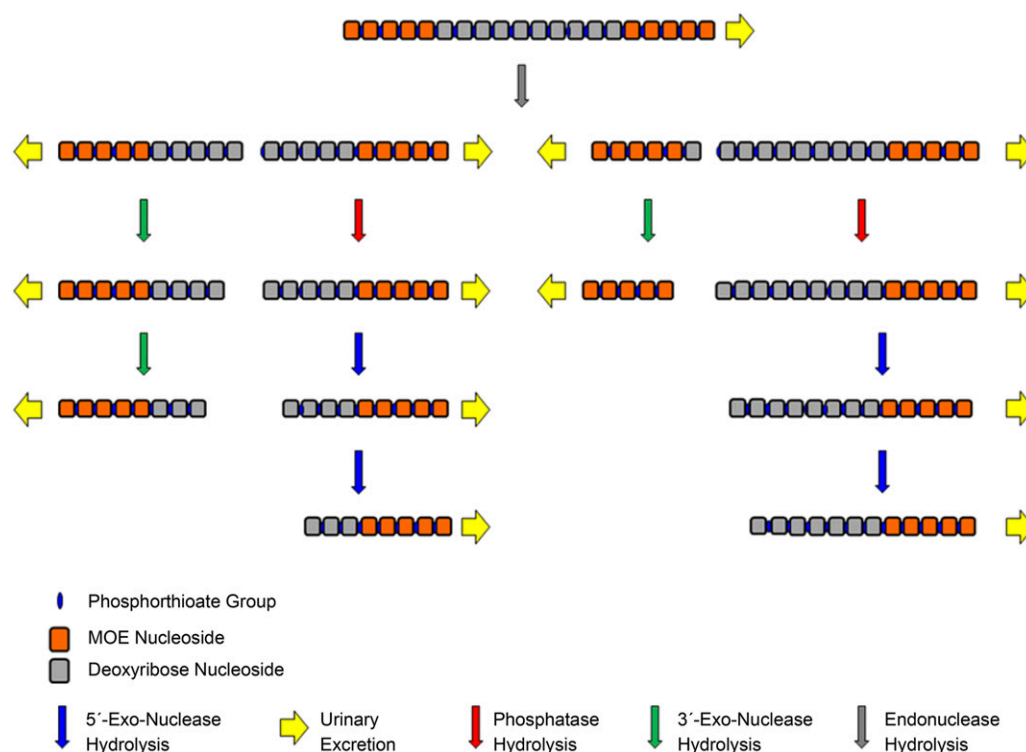 Phosphorthioate Group
MOE Nucleoside
Deoxyribose Nucleoside
5´-Exo-Nuclease
Hydrolysis
Urinary
Excretion
Phosphatase
Hydrolysis
3´-Exo-Nuclease
Hydrolysis
Endonuclease
Hydrolysis